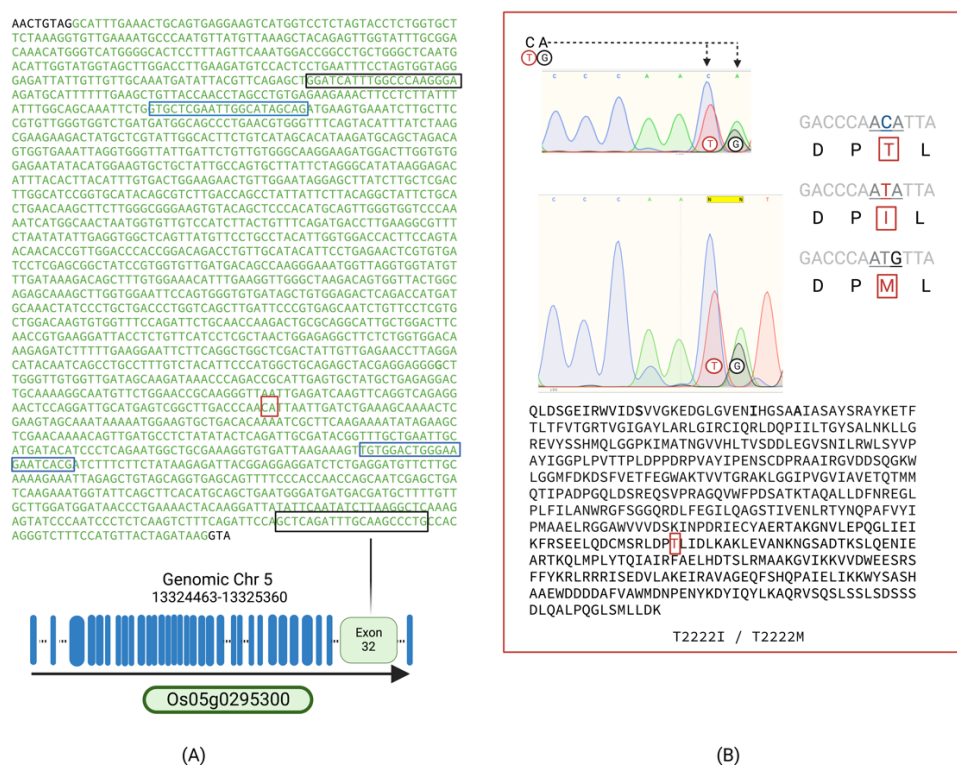 AACTGTAGGCATTTGAAACTGCAGTGAGGAAGTCATGGTCCTCTAGTACCTCTGGTGCT
TCTAAAGGTGTTGAAAATGCCCAATGTTATGTTAAAGCTACAGAGTTGGTATTTGCGGA
CAAACATGGGTCATGGGGCACTCCTTTAGTTCAAATGGACCGGCCTGCTGGGCTCAATG
ACATTGGTATGGTAGCTTGGACCTTGAAGATGTCCACTCCTGAATTTCCTAGTGGTAGG
GAGATTATTGTTGTTGCAAATGATATTACGTTCAGAGCTGGATCATTTGGCCCAAGGGA
AGATGCATTTTTTGAAGCTGTTACCAACCTAGCCTGTGAGAAGAAACTTCCTCTTATTT
ATTTGGCAGCAAATTCTGGTGCTCGAATTGGCATAGCAGATGAAGTGAAATCTTGCTTC
CGTGTTGGGTGGTCTGATGATGGCAGCCCTGAACGTGGGTTTCAGTACATTTATCTAAG
CGAAGAAGACTATGCTCGTATTGGCACTTCTGTCATAGCACATAAGATGCAGCTAGACA
GTGGTGAAATTAGGTGGGTTATTGATTCTGTTGTGGGCAAGGAAGATGGACTTGGTGTG
GAGAATATACATGGAAGTGCTGCTATTGCCAGTGCTTATTCTAGGGCATATAAGGAGAC
ATTTACACTTACATTTGTGACTGGAAGAACTGTTGGAATAGGAGCTTATCTTGCTCGAC
TTGGCATCCGGTGCATACAGCGTCTTGACCAGCCTATTATTCTTACAGGCTATTCTGCA
CTGAACAAGCTTCTTGGGCGGGAAGTGTACAGCTCCCACATGCAGTTGGGTGGTCCCAA
AATCATGGCAACTAATGGTGTTGTCCATCTTACTGTTTCAGATGACCTTGAAGGCGTTT
CTAATATATTGAGGTGGCTCAGTTATGTTCCTGCCTACATTGGTGGACCACTTCCAGTA
ACAACACCGTTGGACCCACCGGACAGACCTGTTGCATACATTCCTGAGAACTCGTGTGA
TCCTCGAGCGGCTATCCGTGGTGTTGATGACAGCCAAGGGAAATGGTTAGGTGGTATGT
TTGATAAAGACAGCTTTGTGGAAACATTTGAAGGTTGGGCTAAGACAGTGGTTACTGGC
AGAGCAAAGCTTGGTGGAATTCCAGTGGGTGTGATAGCTGTGGAGACTCAGACCATGAT
GCAAACTATCCCTGCTGACCCTGGTCAGCTTGATTCCCGTGAGCAATCTGTTCCTCGTG
CTGGACAAGTGTGGTTTCCAGATTCTGCAACCAAGACTGCGCAGGCATTGCTGGACTTC
AACCGTGAAGGATTACCTCTGTTCATCCTCGCTAACTGGAGAGGCTTCTCTGGTGGACA
AAGAGATCTTTTTGAAGGAATTCTTCAGGCTGGCTCGACTATTGTTGAGAACCTTAGGA
CATACAATCAGCCTGCCTTTGTCTACATTCCCATGGCTGCAGAGCTACGAGGAGGGGCT
TGGGTTGTGGTTGATAGCAAGATAAACCCAGACCGCATTGAGTGCTATGCTGAGAGGAC
TGCAAAAGGCAATGTTCTGGAACCGCAAGGGTTAATTGAGATCAAGTTCAGGTCAGAGG
AACTCCAGGATTGCATGAGTCGGCTTGACCCAACATTAATTGATCTGAAAGCAAAACTC
GAAGTAGCAAATAAAAATGGAAGTGCTGACACAAAATCGCTTCAAGAAAATATAGAAGC
TCGAACAAAACAGTTGATGCCTCTATATACTCAGATTGCGATACGGTTTGCTGAATTGC
ATGATACATCCCTCAGAATGGCTGCGAAAGGTGTGATTAAGAAAGTTGTGGACTGGGAA
GAATCACGATCTTTCTTCTATAAGAGATTACGGAGGAGGATCTCTGAGGATGTTCTTGC
AAAAGAAATTAGAGCTGTAGCAGGTGAGCAGTTTTCCCACCAACCAGCAATCGAGCTGA
TCAAGAAATGGTATTCAGCTTCACATGCAGCTGAATGGGATGATGACGATGCTTTTGTT
GCTTGGATGGATAACCCTGAAAACTACAAGGATTATATTCAATATCTTAAGGCTCAAAG
AGTATCCCAATCCCTCTCAAGTCTTTCAGATTCCAGCTCAGATTTGCAAGCCCTGCCAC
AGGGTCTTTCCATGTTACTAGATAAGGTA
Genomic Chr 5
13324463-13325360
Exon
32
Os05g0295300
(A)
C A
T G
C C C A A C A
T G
C C C A A N N T
T G
GACCCAACATTA
D P T L
GACCCAATATTA
D P I L
GACCCAATGTTA
D P M L
QLDSGEIRWVIDSVVGKEDGLGVENIHGSAAIASAYSRAYKETF
TLTFVTGRTVGIGAYLARLGIRCIQRLDQPIILTGYSALNKLLG
REVYSSHMQLGGPKIMATNGVVHLTVSDDLEGVSNILRWLSYVP
AYIGGPLPVTTPLDPPDRPVAYIPENSCDPRAAIRGVDDSQGKW
LGGMFDKDSFVETFEGWAKTVVTGRAKLGGIPVGVIAVETQTMM
QTIPADPGQLDSREQSVPRAGQVWFPDSATKTAQALLDFNREGL
PLFILANWRGFSGGQRDLFEGILQAGSTIVENLRTYNQPAFVYI
PMAAELRGGAWVVVDSKINPDRIECYAERTAKGNVLEPQGLIEI
KFRSEELQDCMSRLDPTLIDLKAKLEVANKNGSADTKSLQENIE
ARTKQLMPLYTQIAIRFAELHDTSLRMAAKGVIKKVVDWEESRS
FFYKRLRRRISEDVLAKEIRAVAGEQFSHQPAIELIKKWYSASH
AAEWDDDDAFVAWMDNPENYKDYIQYLKAQRVSQSLSSLSDSSS
DLQALPQGLSMLLDK
T2222I / T2222M
(B)